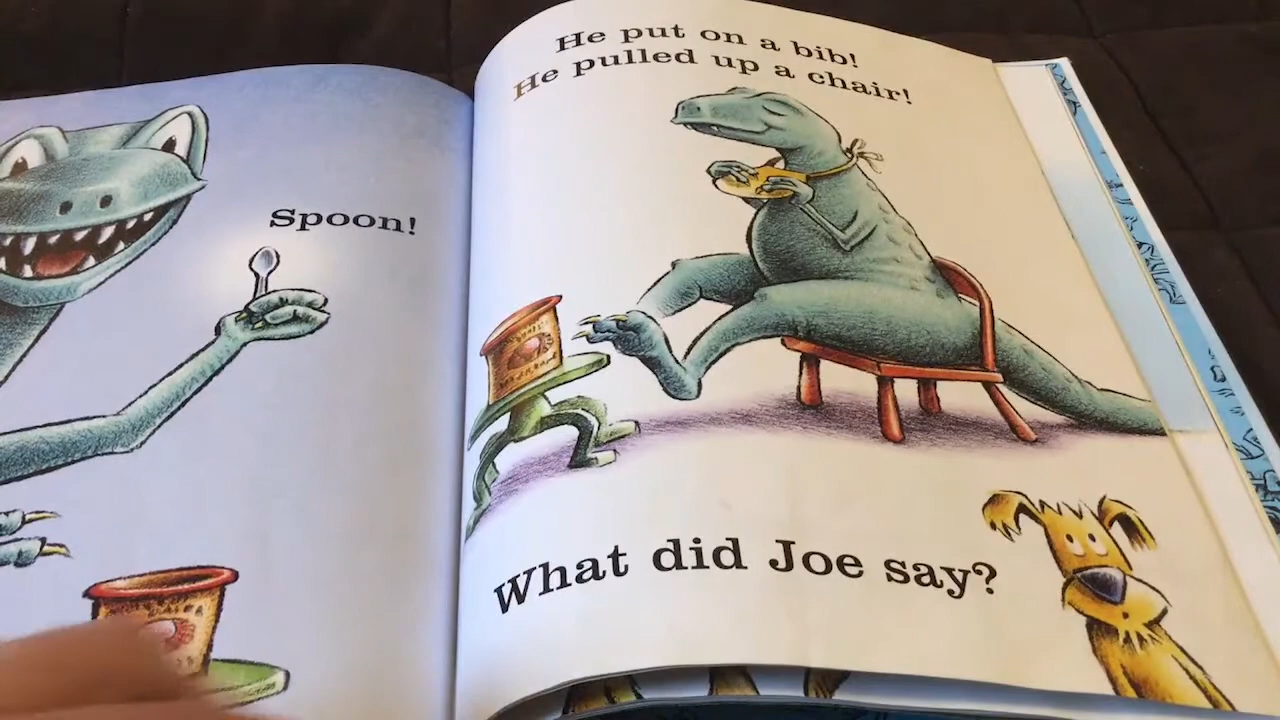 Spoon!
He put on a bib!
He pulled up a chair!
What did Joe say?